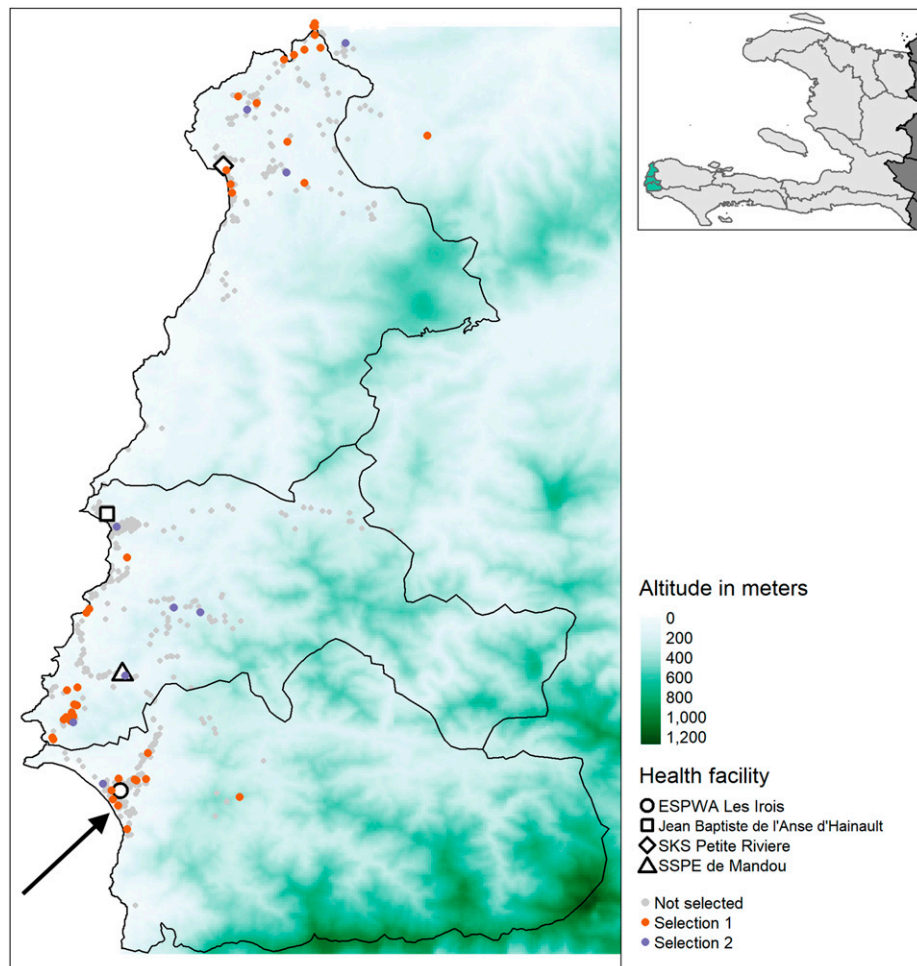 Altitude in meters
0
200
400
600
800
1,000
1,200
Health facility
ESPWA Les Irois
Jean Baptiste de l'Anse d'Hainault
SKS Petite Riviere
SSPE de Mandou
Not selected
Selection 1
Selection 2